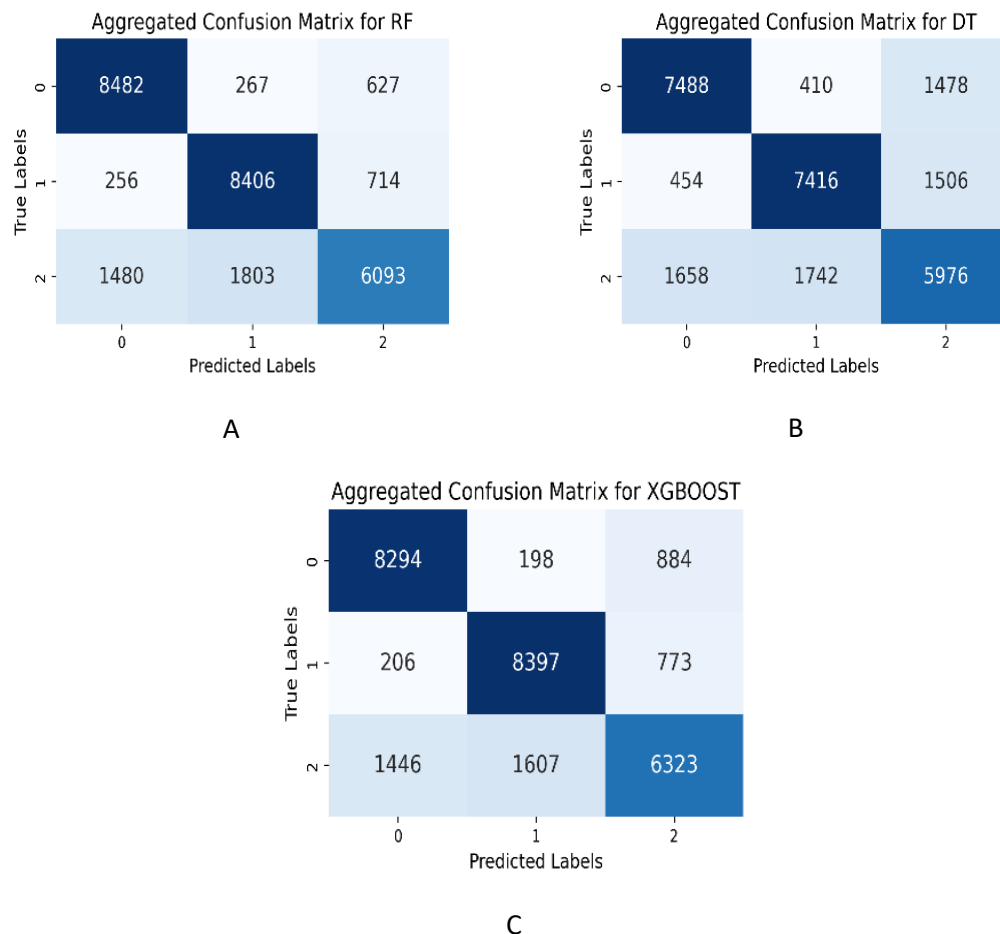 Aggregated Confusion Matrix for RF
True Labels
0
8482 267 627
1
256 8406 714
2
1480 1803 6093
0 1 2
Predicted Labels
A
Aggregated Confusion Matrix for DT
True Labels
0
7488 410 1478
1
454 7416 1506
2
1658 1742 5976
0 1 2
Predicted Labels
B
Aggregated Confusion Matrix for XGBOOST
True Labels
0
8294 198 884
1
206 8397 773
2
1446 1607 6323
0 1 2
Predicted Labels
C